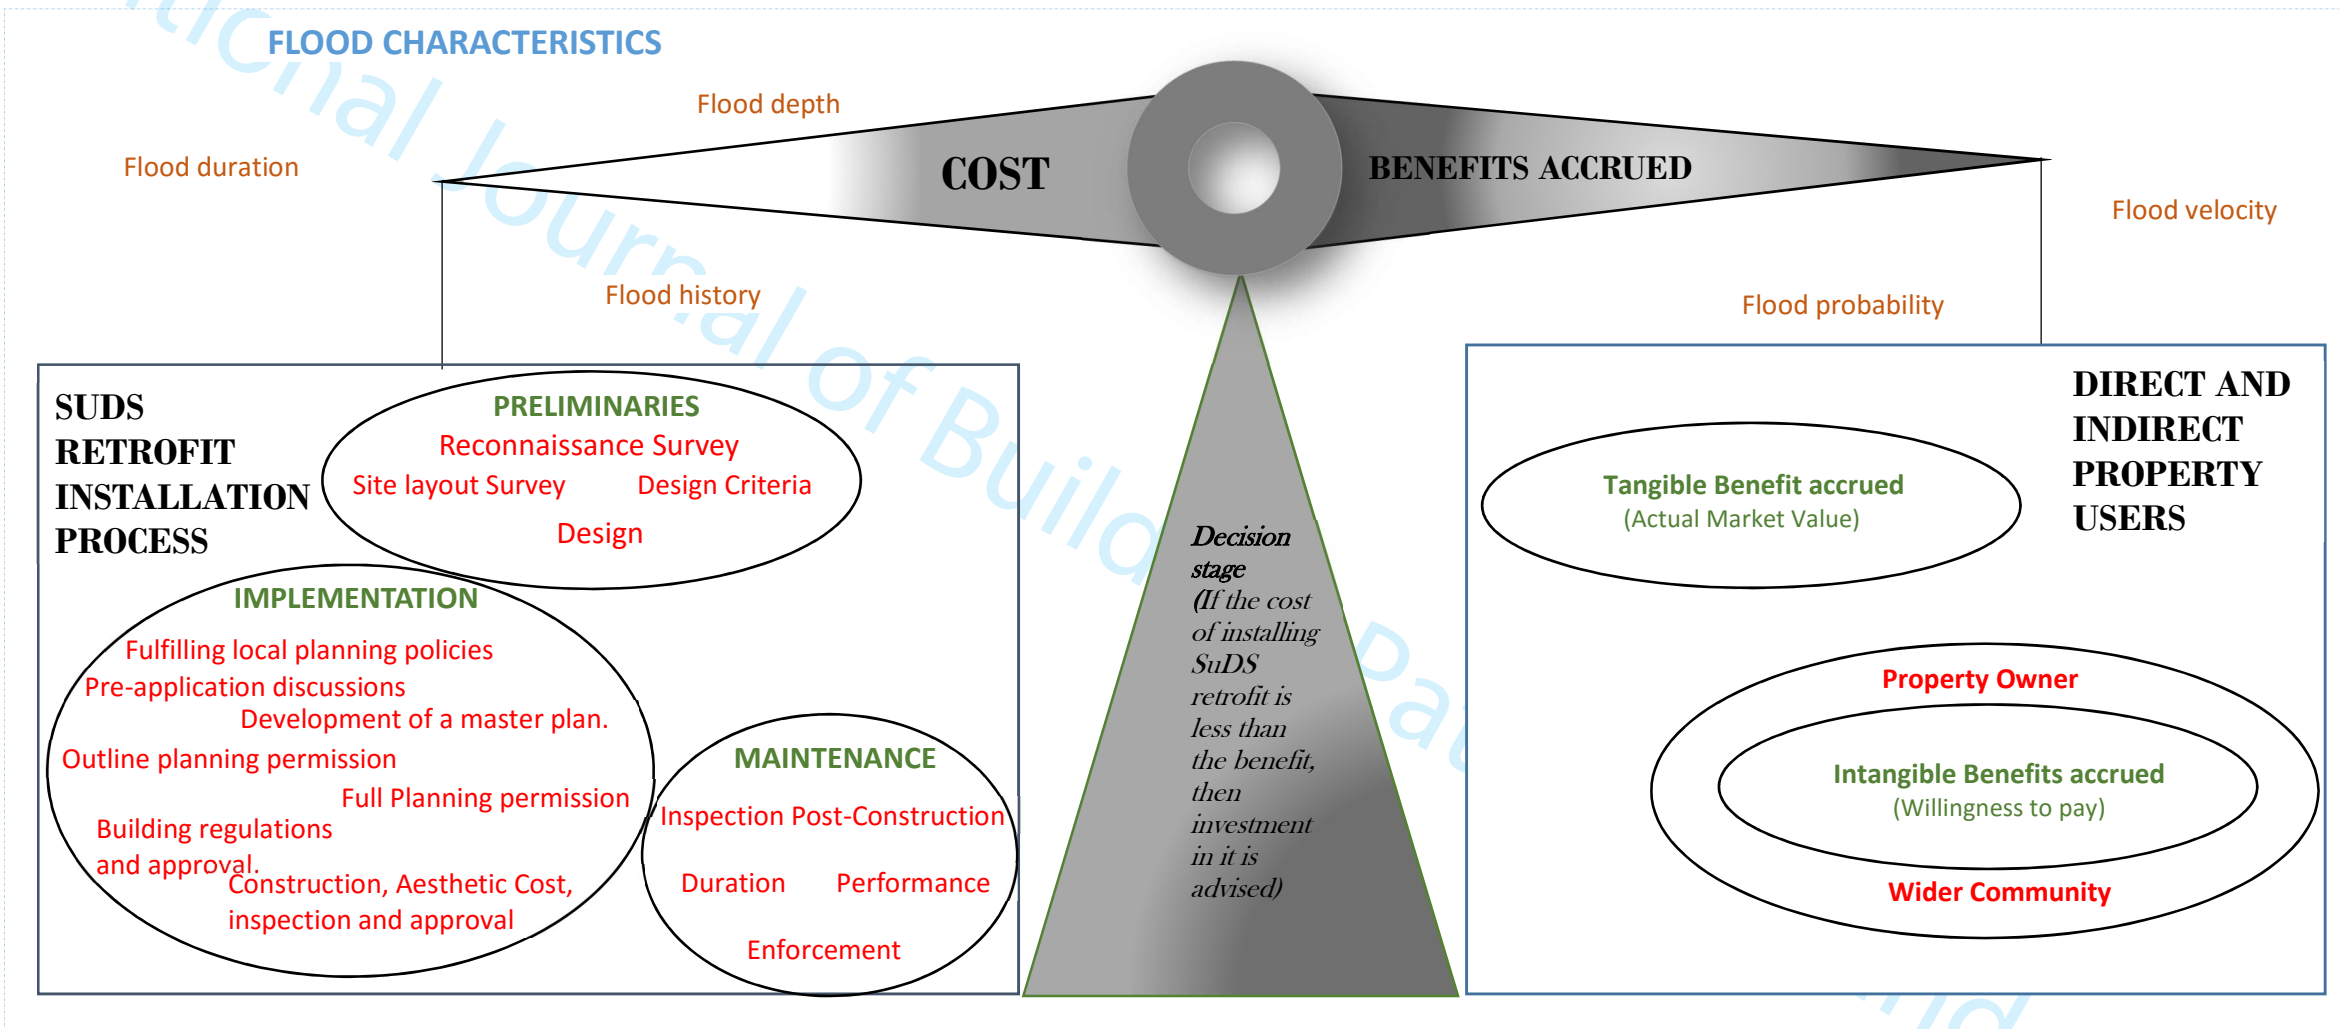 FLOOD CHARACTERISTICS
Flood depth
Flood duration
COST
BENEFITS ACCRUED
Flood velocity
Flood history
Flood probability
SUDS
RETROFIT
INSTALLATION
PROCESS
PRELIMINARIES
Reconnaissance Survey
Site layout Survey
Design Criteria
Design
IMPLEMENTATION
Fulfilling local planning policies
Pre-application discussions
Development of a master plan.
Outline planning permission
Full Planning permission
Building regulations
and approval.
Construction, Aesthetic Cost,
inspection and approval
MAINTENANCE
Inspection Post-Construction
Duration
Performance
Enforcement
Decision
stage
(If the cost
of installing
SuDS
retrofit is
less than
the benefit,
then
investment
in it is
advised)
DIRECT AND
INDIRECT
PROPERTY
USERS
Tangible Benefit accrued
(Actual Market Value)
Property Owner
Intangible Benefits accrued
(Willingness to pay)
Wider Community